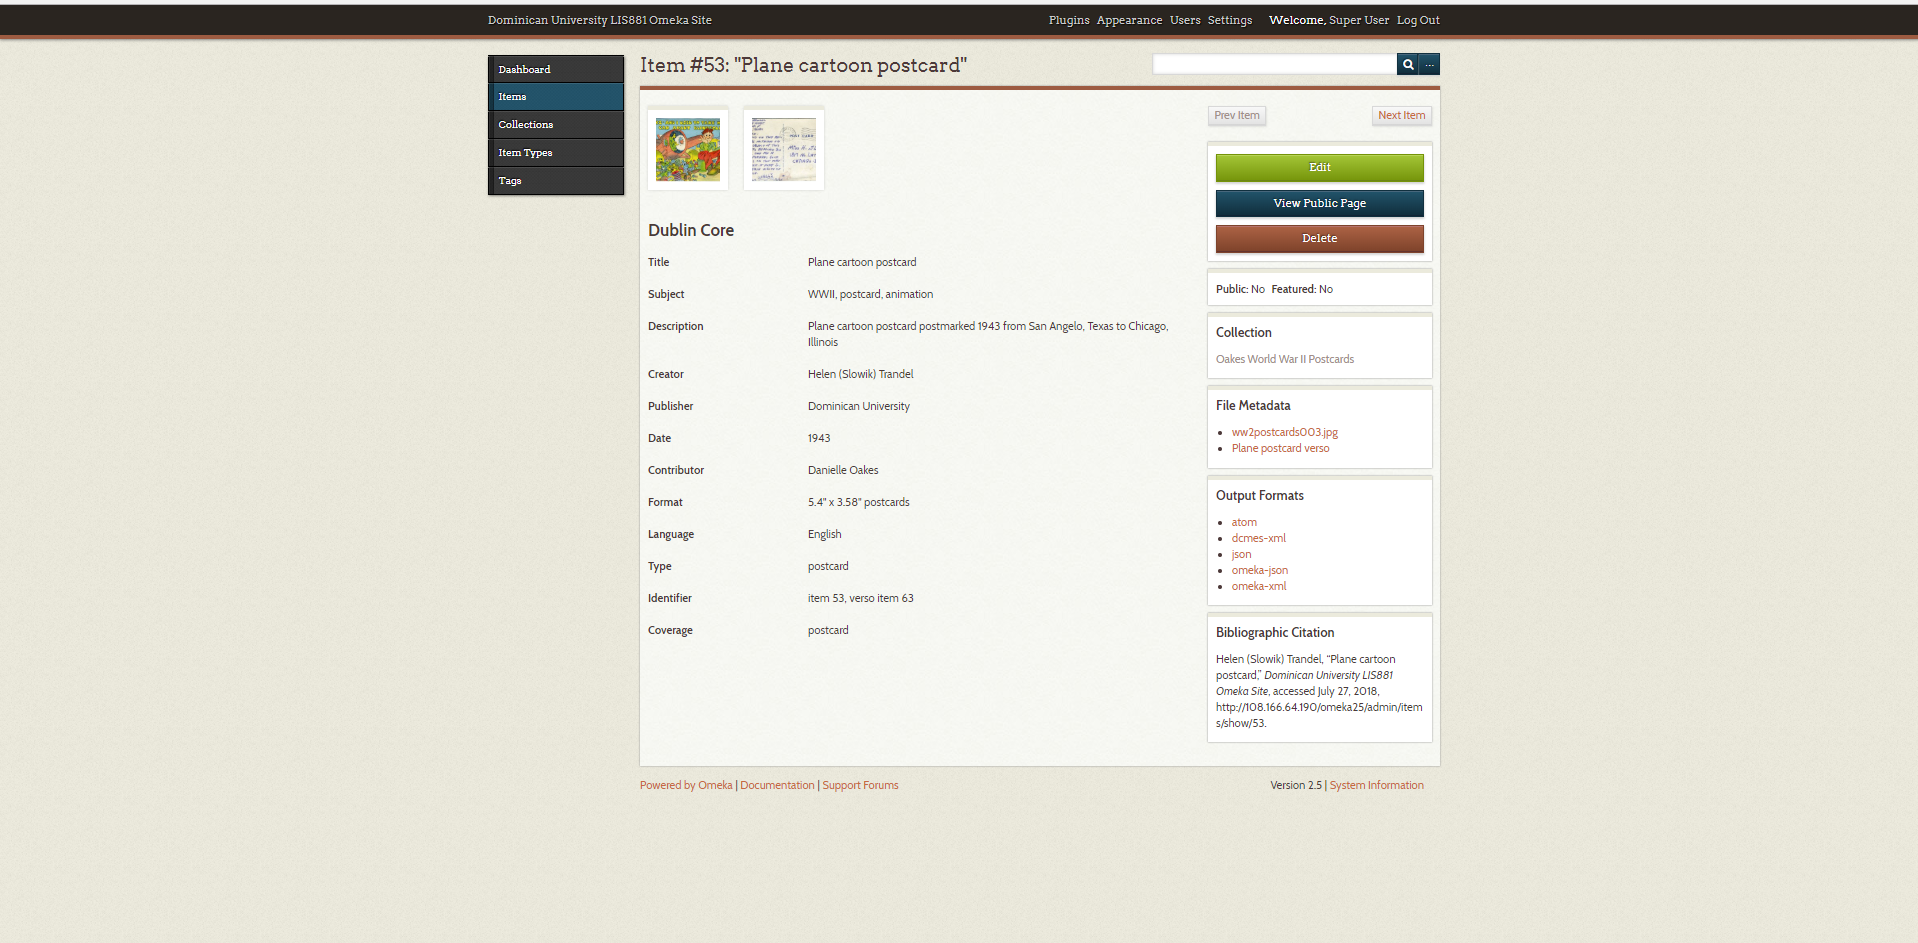 Dominican University LIS881 Omeka Site
Plugins Appearance Users Settings Welcome, Super User Log Out
Dashboard
Items
Collections
Item Types
Tags
Item #53: "Plane cartoon postcard"
...
Prev Item
Next Item
Edit
View Public Page
Delete
Public: No Featured: No
Collection
Oakes World War II Postcards
File Metadata
ww2postcards003.jpg
Plane postcard verso
Output Formats
atom
dcmes-xml
json
omeka-json
omeka-xml
Bibliographic Citation
Helen (Slowik) Trandel, “Plane cartoon
postcard,” Dominican University LIS881
Omeka Site, accessed July 27, 2018,
http://108.166.64.190/omeka25/admin/item
s/show/53.
POST CARD
Dublin Core
Title Plane cartoon postcard
Subject WWII, postcard, animation
Description Plane cartoon postcard postmarked 1943 from San Angelo, Texas to Chicago,
Illinois
Creator Helen (Slowik) Trandel
Publisher Dominican University
Date 1943
Contributor Danielle Oakes
Format 5.4" x 3.58" postcards
Language English
Type postcard
Identifier item 53, verso item 63
Coverage postcard
Powered by Omeka | Documentation | Support Forums
Version 2.5 | System Information